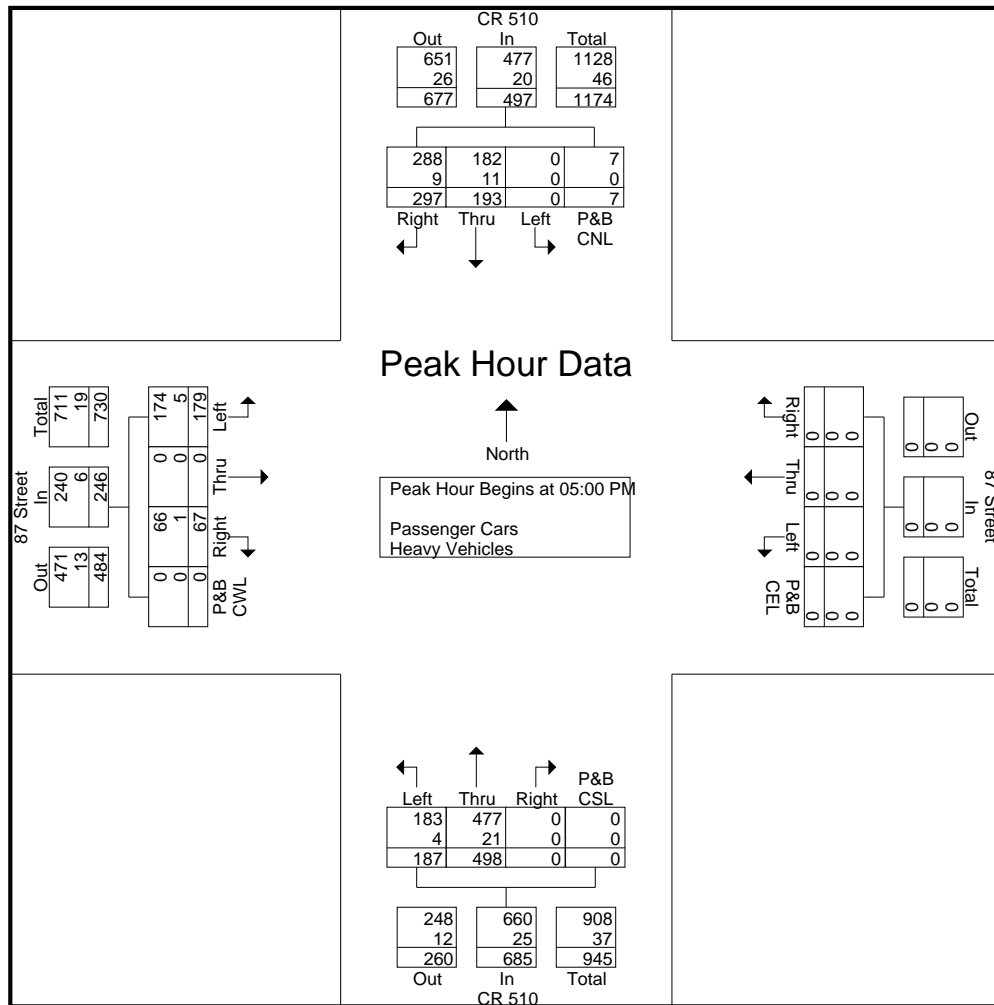 CR 510
Out In Total
651 477 1128
26 20 46
677 497 1174
288 182 0 7
9 11 0 0
297 193 0 7
Right Thru Left P&B
CNL
Peak Hour Data
North
Peak Hour Begins at 05:00 PM
Passenger Cars
Heavy Vehicles
87 Street
Total In Out
711 240 471
19 6 13
730 246 484
174 0 66 0
5 0 1 0
179 0 67 0
Left Thru Right P&B
CWL
87 Street
Out In Total
0 0 0
0 0 0
0 0 0
0 0 0 0
0 0 0 0
0 0 0 0
Right Thru Left P&B
CEL
Left Thru Right P&B
CSL
183 477 0 0
4 21 0 0
187 498 0 0
248 660 908
12 25 37
260 685 945
Out In Total
CR 510